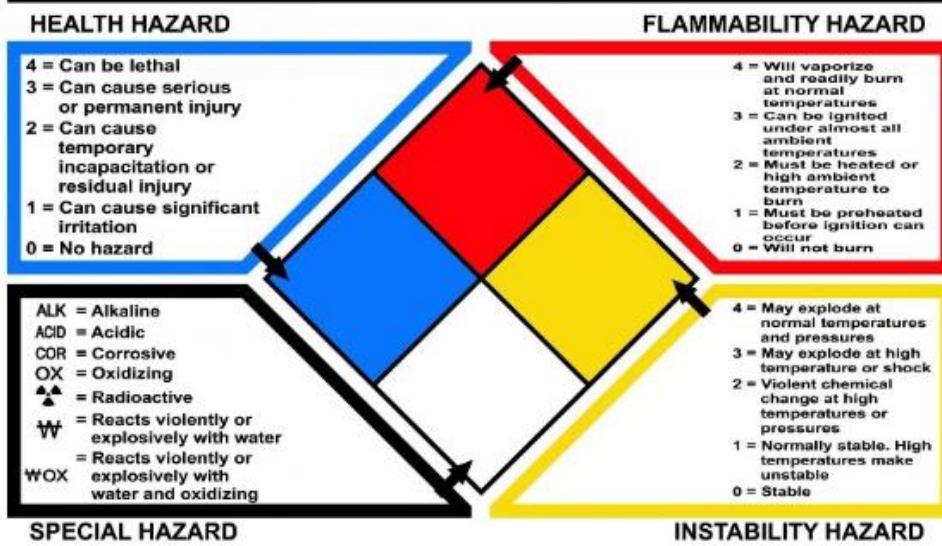 HEALTH HAZARD
4 = Can be lethal
3 = Can cause serious
or permanent injury
2 = Can cause
temporary
incapacitation or
residual injury
1 = Can cause significant
irritation
0 = No hazard
FLAMMABILITY HAZARD
4 = Will vaporize
and readily burn
at normal
temperatures
3 = Can be ignited
under almost all
ambient
temperatures
2 = Must be heated or
high ambient
temperature to
burn
1 = Must be preheated
before ignition can
occur
0 = Will not burn
ALK = Alkaline
ACID = Acidic
COR = Corrosive
OX = Oxidizing
☢ = Radioactive
W̶ = Reacts violently or
explosively with water
= Reacts violently or
W̶OX explosively with
water and oxidizing
SPECIAL HAZARD
4 = May explode at
normal temperatures
and pressures
3 = May explode at high
temperature or shock
2 = Violent chemical
change at high
temperatures or
pressures
1 = Normally stable. High
temperatures make
unstable
0 = Stable
INSTABILITY HAZARD